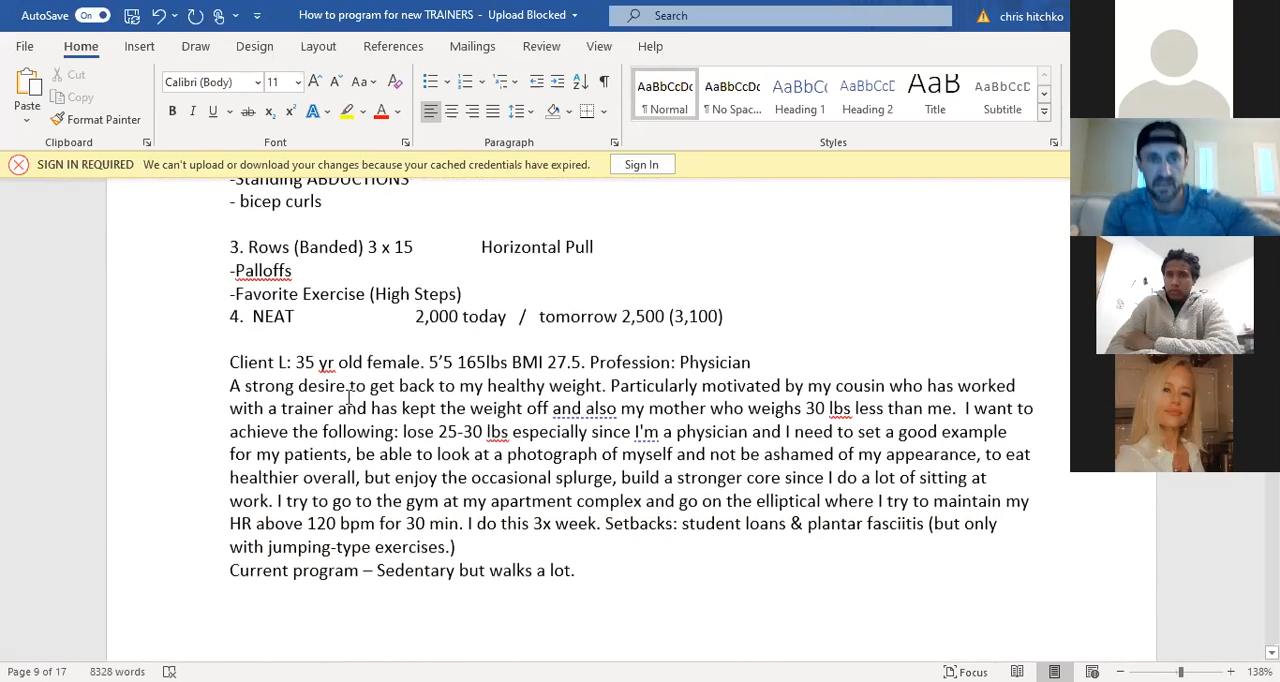 AutoSave On How to program for new TRAINERS - Upload Blocked Search chris hitchko
File Home Insert Draw Design Layout References Mailings Review View Help
Paste Cut Copy Format Painter
Calibri (Body) 11
AaBbCcDc AaBbCcDc AaBbC AaBbCcD AaB AaBbCcD
¶ Normal ¶ No Spac... Heading 1 Heading 2 Title Subtitle
Clipboard Font Paragraph Styles
SIGN IN REQUIRED We can't upload or download your changes because your cached credentials have expired. Sign In
-Standing ABDUCTIONS
- bicep curls
3. Rows (Banded) 3 x 15 Horizontal Pull
-Palloffs
-Favorite Exercise (High Steps)
4. NEAT 2,000 today / tomorrow 2,500 (3,100)
Client L: 35 yr old female. 5’5 165lbs BMI 27.5. Profession: Physician
A strong desire to get back to my healthy weight. Particularly motivated by my cousin who has worked
with a trainer and has kept the weight off and also my mother who weighs 30 lbs less than me. I want to
achieve the following: lose 25-30 lbs especially since I'm a physician and I need to set a good example
for my patients, be able to look at a photograph of myself and not be ashamed of my appearance, to eat
healthier overall, but enjoy the occasional splurge, build a stronger core since I do a lot of sitting at
work. I try to go to the gym at my apartment complex and go on the elliptical where I try to maintain my
HR above 120 bpm for 30 min. I do this 3x week. Setbacks: student loans & plantar fasciitis (but only
with jumping-type exercises.)
Current program – Sedentary but walks a lot.
Page 9 of 17 8328 words Focus 138%